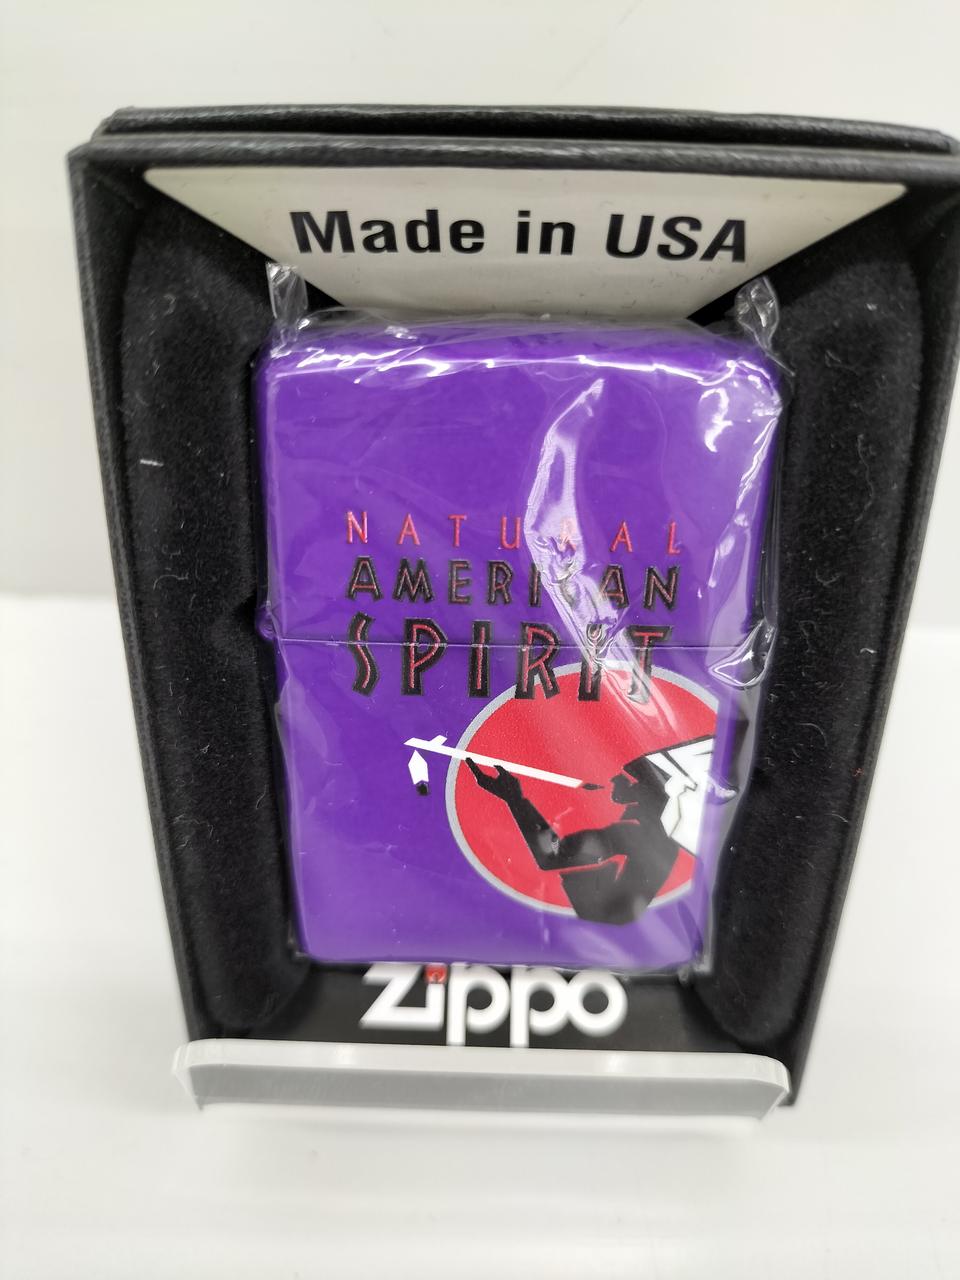 Made in USA
NATURAL
AMERICAN
SPIRIT
zippo